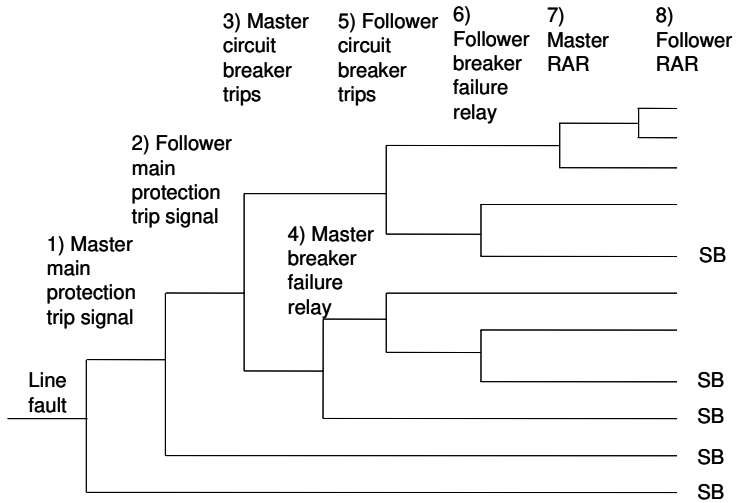 3) Master
circuit
breaker
trips
5) Follower
circuit
breaker
trips
6)
Follower
breaker
failure
relay
7)
Master
RAR
8)
Follower
RAR
2) Follower
main
protection
trip signal
1) Master
main
protection
trip signal
4) Master
breaker
failure
relay
Line
fault
SB
SB
SB
SB
SB